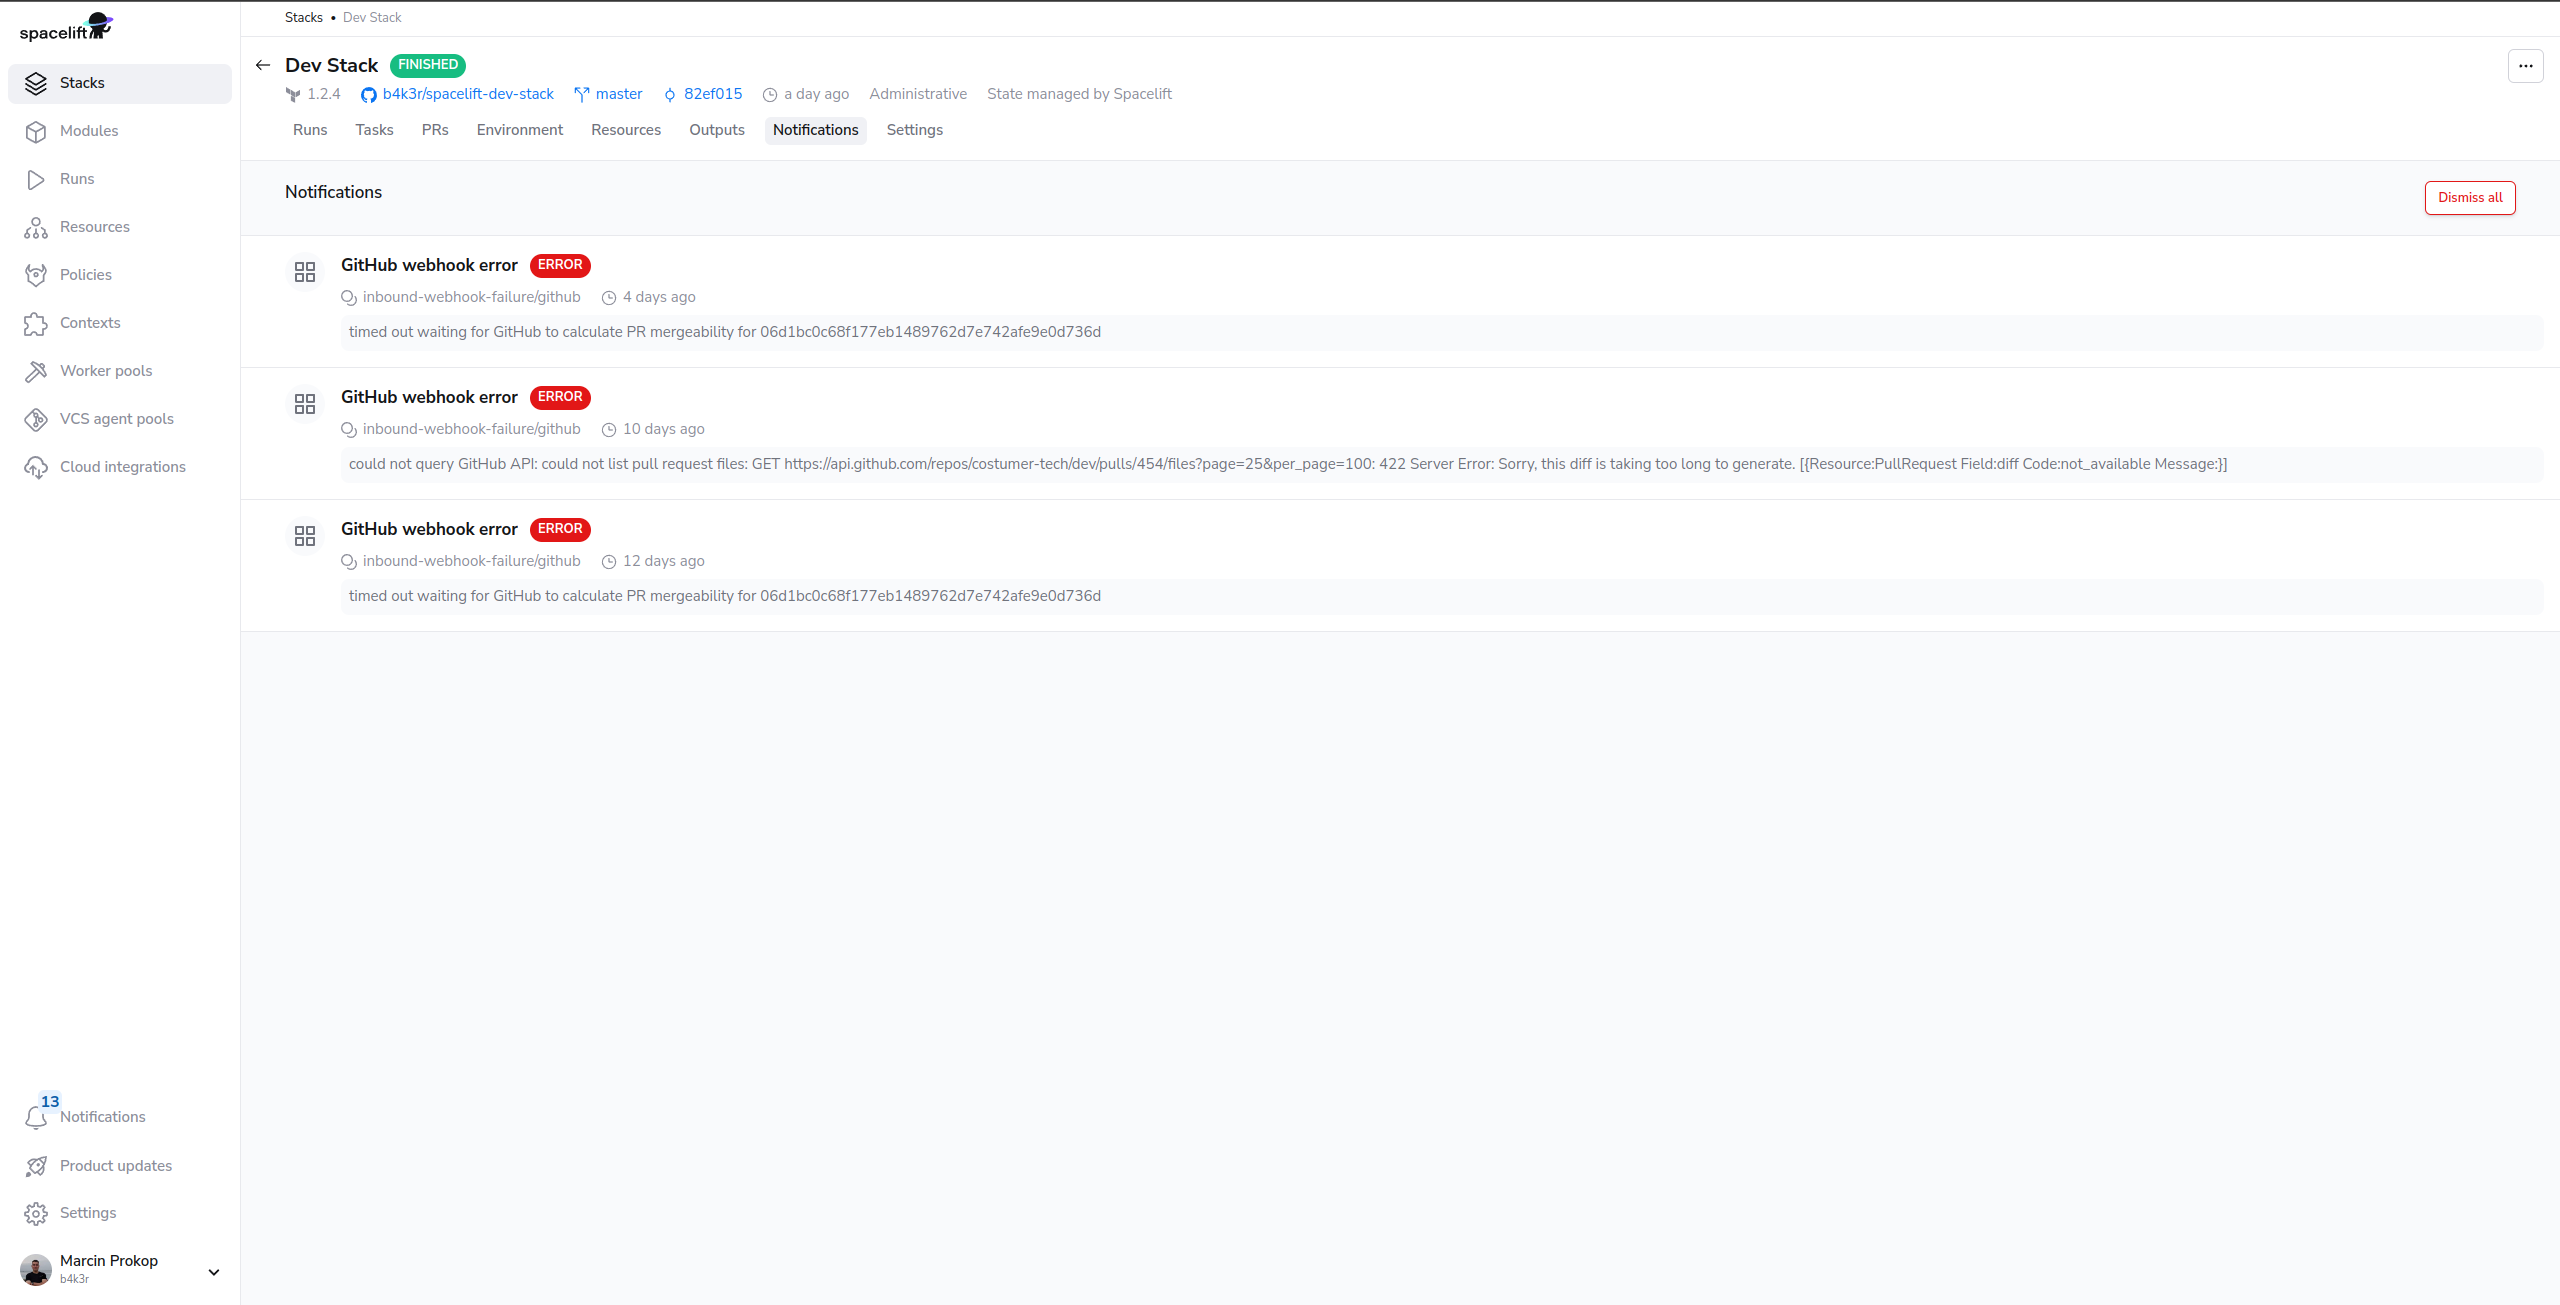 spacelift
Stacks
Modules
Runs
Resources
Policies
Contexts
Worker pools
VCS agent pools
Cloud integrations
13
Notifications
Product updates
Settings
Marcin Prokop
b4k3r
Stacks • Dev Stack
Dev Stack FINISHED
1.2.4 b4k3r/spacelift-dev-stack master 82ef015 a day ago Administrative State managed by Spacelift
Runs Tasks PRs Environment Resources Outputs Notifications Settings
Notifications Dismiss all
GitHub webhook error ERROR
inbound-webhook-failure/github 4 days ago
timed out waiting for GitHub to calculate PR mergeability for 06d1bc0c68f177eb1489762d7e742afe9e0d736d
GitHub webhook error ERROR
inbound-webhook-failure/github 10 days ago
could not query GitHub API: could not list pull request files: GET https://api.github.com/repos/costumer-tech/dev/pulls/454/files?page=25&per_page=100: 422 Server Error: Sorry, this diff is taking too long to generate. [{Resource:PullRequest Field:diff Code:not_available Message:}]
GitHub webhook error ERROR
inbound-webhook-failure/github 12 days ago
timed out waiting for GitHub to calculate PR mergeability for 06d1bc0c68f177eb1489762d7e742afe9e0d736d